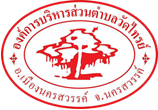 องค์การบริหารส่วนตำบลวัดไทรย์
อ.เมืองนครสวรรค์ จ.นครสวรรค์